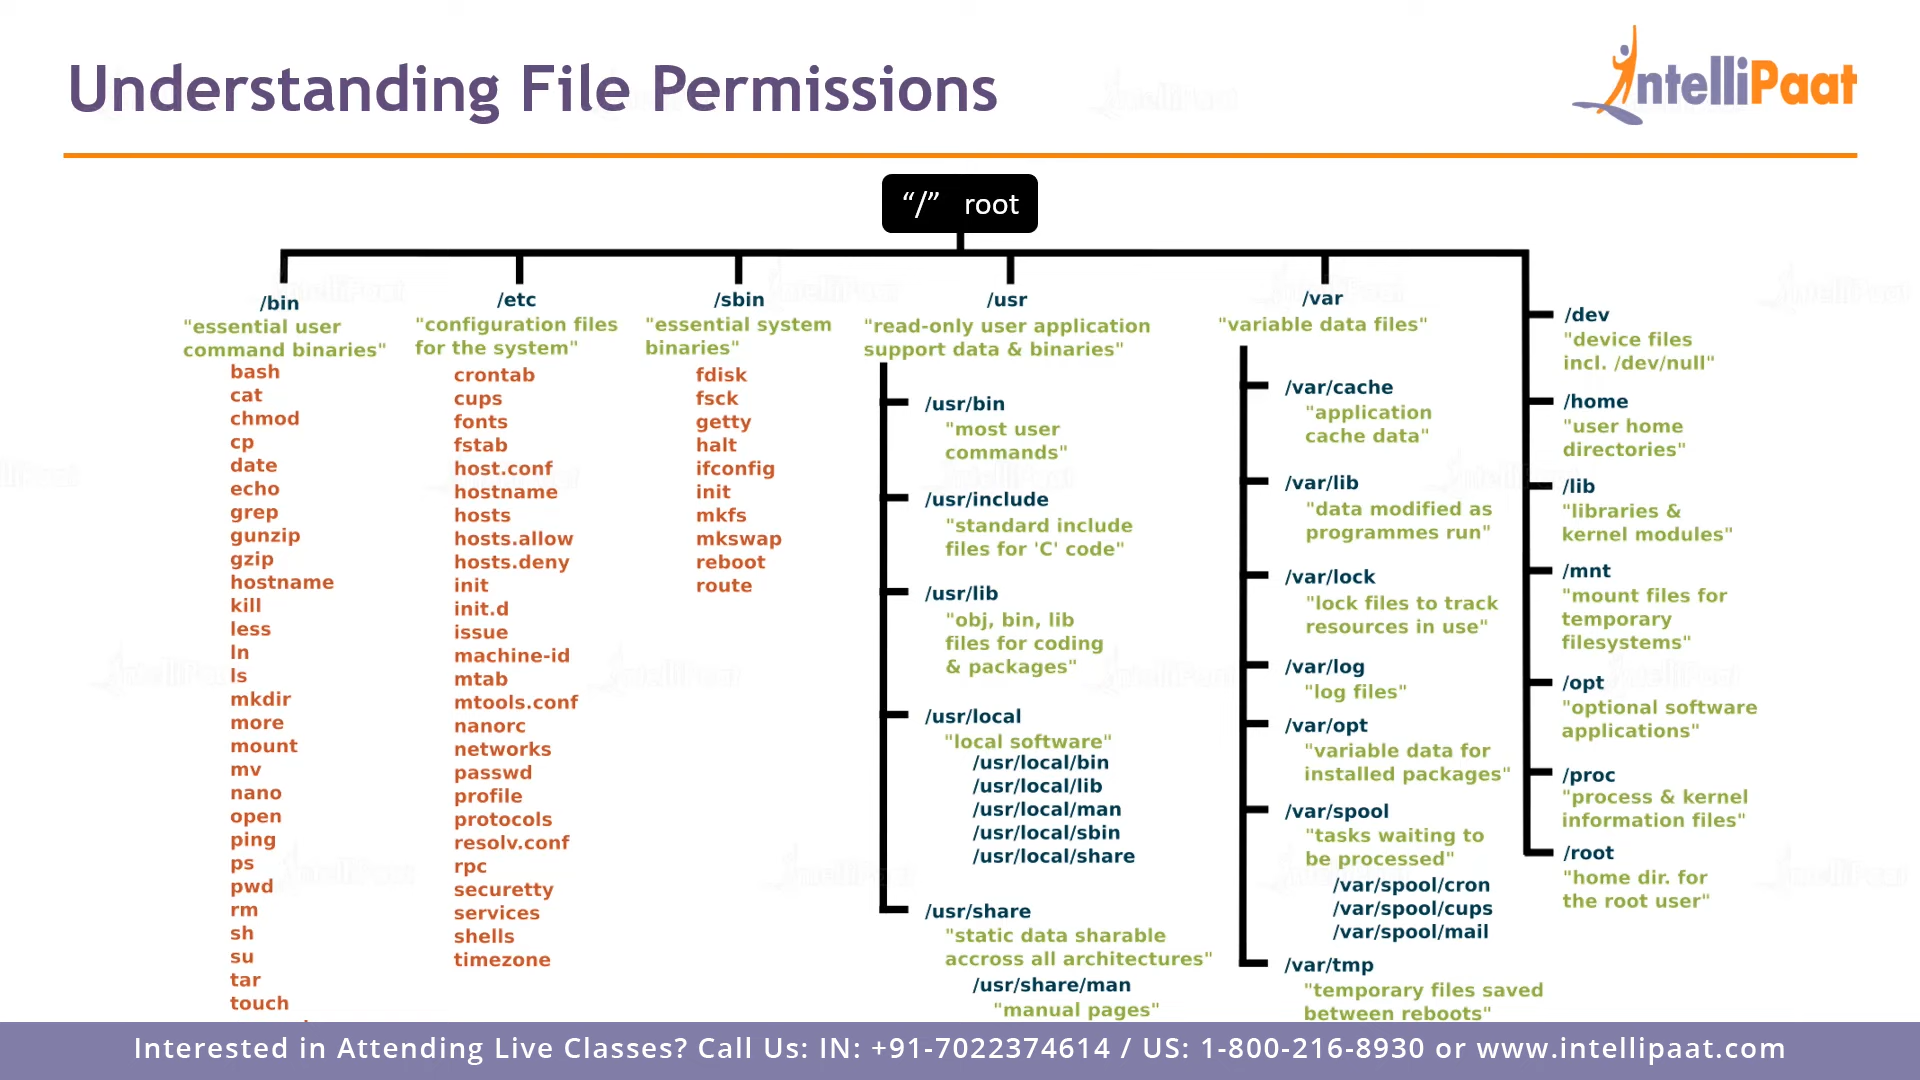 Understanding File Permissions
intelliPaat
“/” root
/bin
"essential user
command binaries"
bash
cat
chmod
cp
date
echo
grep
gunzip
gzip
hostname
kill
less
ln
ls
mkdir
more
mount
mv
nano
open
ping
ps
pwd
rm
sh
su
tar
touch
/etc
"configuration files
for the system"
crontab
cups
fonts
fstab
host.conf
hostname
hosts
hosts.allow
hosts.deny
init
init.d
issue
machine-id
mtab
mtools.conf
nanorc
networks
passwd
profile
protocols
resolv.conf
rpc
securetty
services
shells
timezone
/sbin
"essential system
binaries"
fdisk
fsck
getty
halt
ifconfig
init
mkfs
mkswap
reboot
route
/usr
"read-only user application
support data & binaries"
/usr/bin
"most user
commands"
/usr/include
"standard include
files for 'C' code"
/usr/lib
"obj, bin, lib
files for coding
& packages"
/usr/local
"local software"
/usr/local/bin
/usr/local/lib
/usr/local/man
/usr/local/sbin
/usr/local/share
/usr/share
"static data sharable
accross all architectures"
/usr/share/man
"manual pages"
/var
"variable data files"
/var/cache
"application
cache data"
/var/lib
"data modified as
programmes run"
/var/lock
"lock files to track
resources in use"
/var/log
"log files"
/var/opt
"variable data for
installed packages"
/var/spool
"tasks waiting to
be processed"
/var/spool/cron
/var/spool/cups
/var/spool/mail
/var/tmp
"temporary files saved
between reboots"
/dev
"device files
incl. /dev/null"
/home
"user home
directories"
/lib
"libraries &
kernel modules"
/mnt
"mount files for
temporary
filesystems"
/opt
"optional software
applications"
/proc
"process & kernel
information files"
/root
"home dir. for
the root user"
Interested in Attending Live Classes? Call Us: IN: +91-7022374614 / US: 1-800-216-8930 or www.intellipaat.com